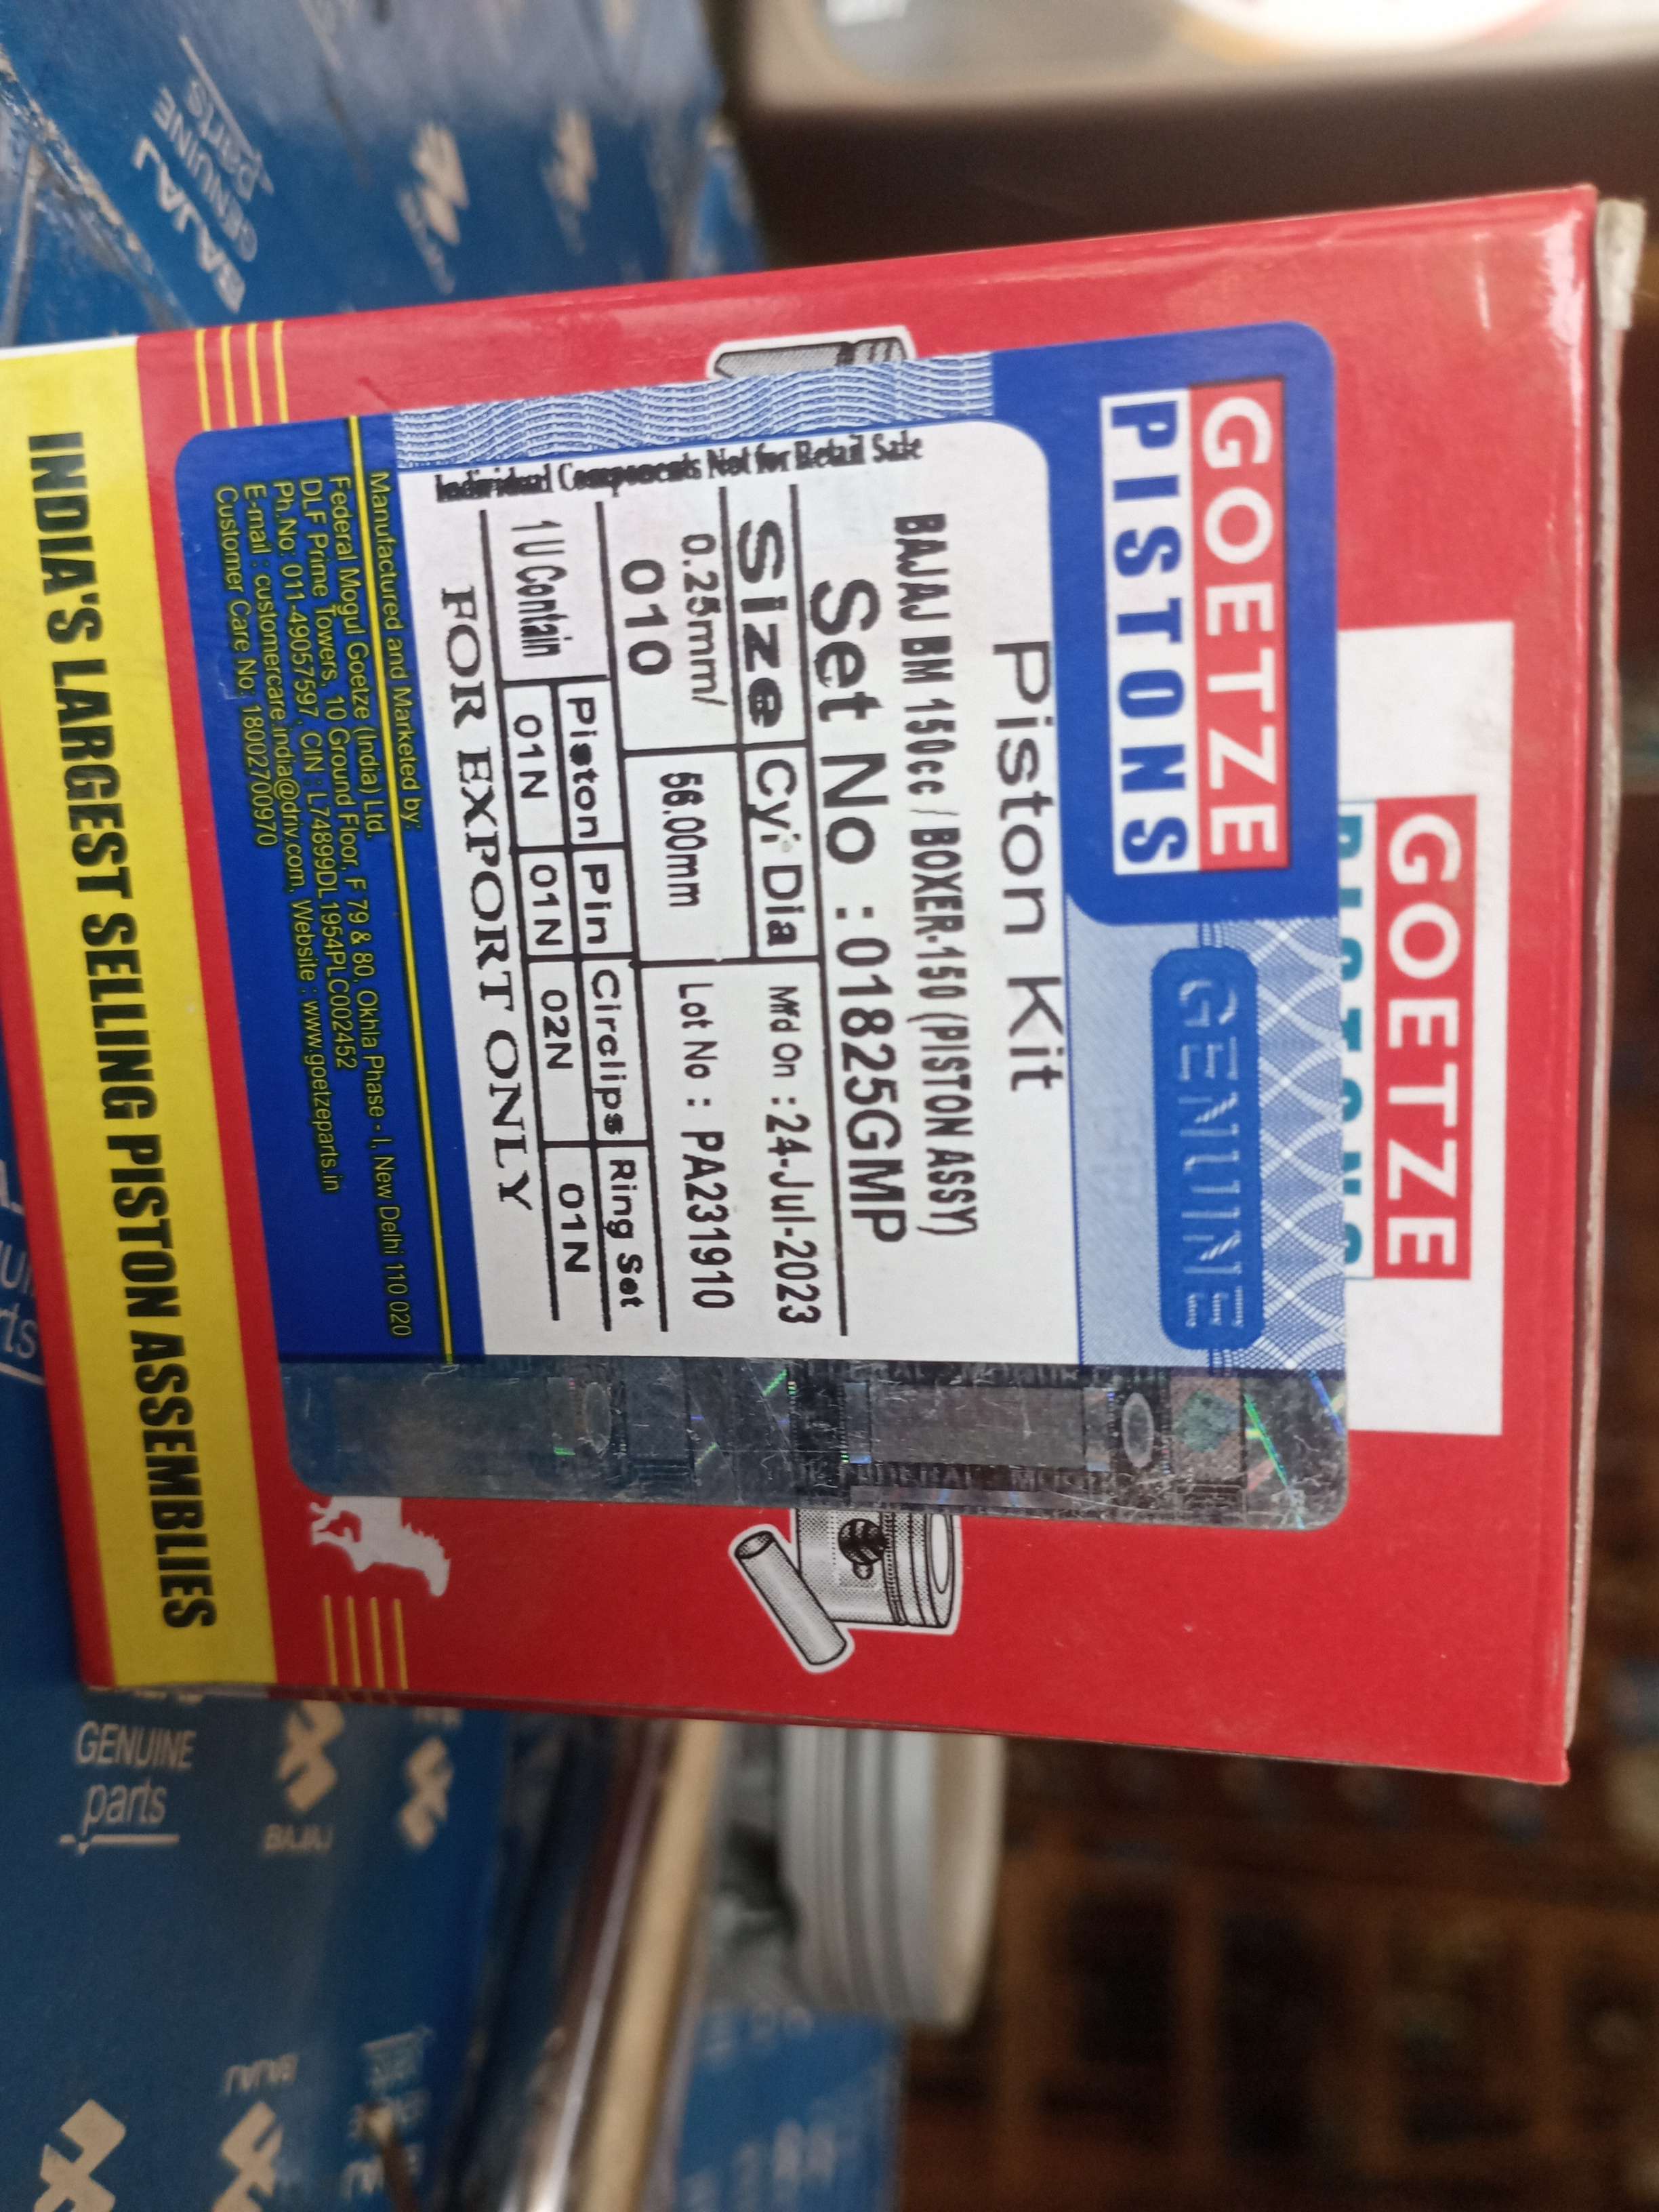 GOETZE
GOETZE
PISTONS
GENUINE
Piston Kit
BAJAJ BM 150cc / BOXER-150 (PISTON ASSY)
Set No : 01825GMP
Size Cyl Dia Mfd On : 24-Jul-2023
0.25mm/
010 56.00mm Lot No : PA231910
1 U Contain Piston Pin Circlips Ring Set
01N 01N 02N 01N
FOR EXPORT ONLY
Individual Components Not for Retail Sale
Manufactured and Marketed by:
Federal Mogul Goetze (India) Ltd.
DLF Prime Towers, 10 Ground Floor, F 79 & 80, Okhla Phase - I, New Delhi 110 020
Ph.No: 011-49057597, CIN : L74899DL1954PLC002452
E-mail : customercare.india@driv.com, Website : www.goetzeparts.in
Customer Care No: 18002700970
INDIA'S LARGEST SELLING PISTON ASSEMBLIES
BAJAJ
GENUINE
parts
GENUINE
parts
BAJAJ
BAJAJ